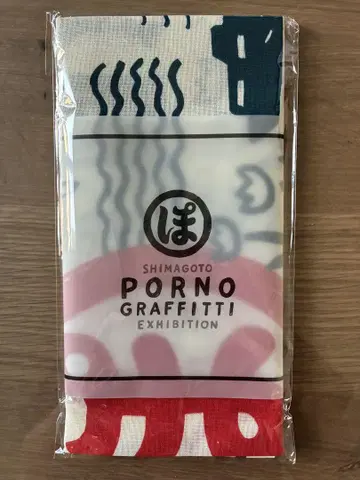 ぽ
SHIMAGOTO
PORNO
GRAFFITTI
EXHIBITION